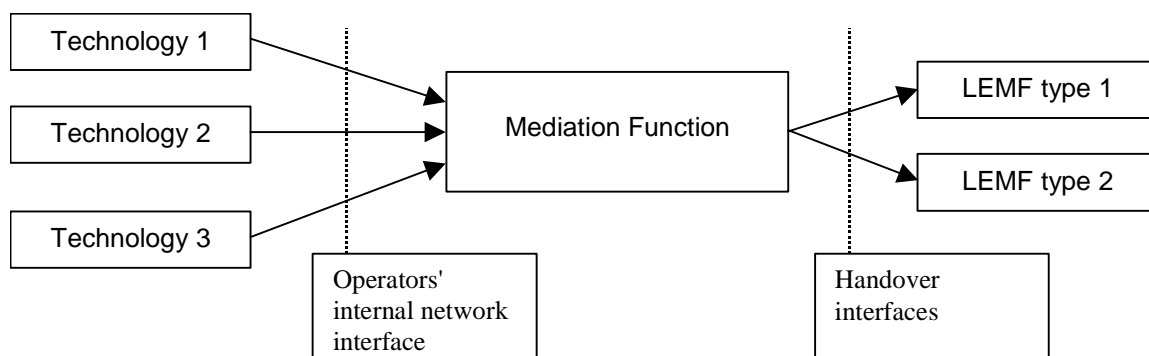 Technology 1
Technology 2
Technology 3
Mediation Function
LEMF type 1
LEMF type 2
Operators'
internal network
interface
Handover
interfaces